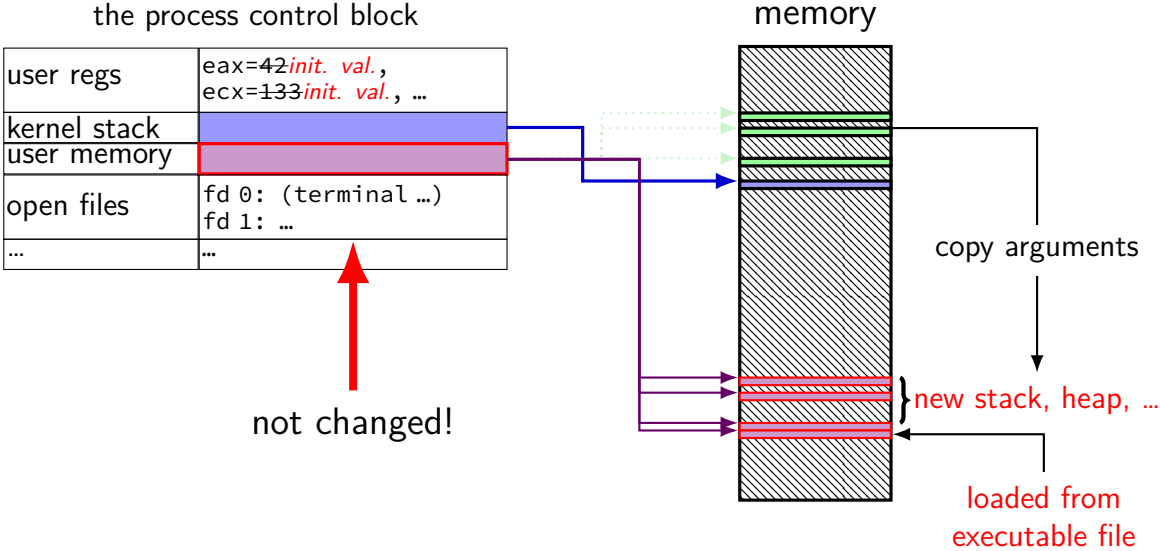 the process control block
memory
user regs
eax=42init. val.,
ecx=133init. val., …
kernel stack
user memory
open files
fd 0: (terminal …)
fd 1: …
…
…
copy arguments
not changed!
new stack, heap, …
loaded from
executable file